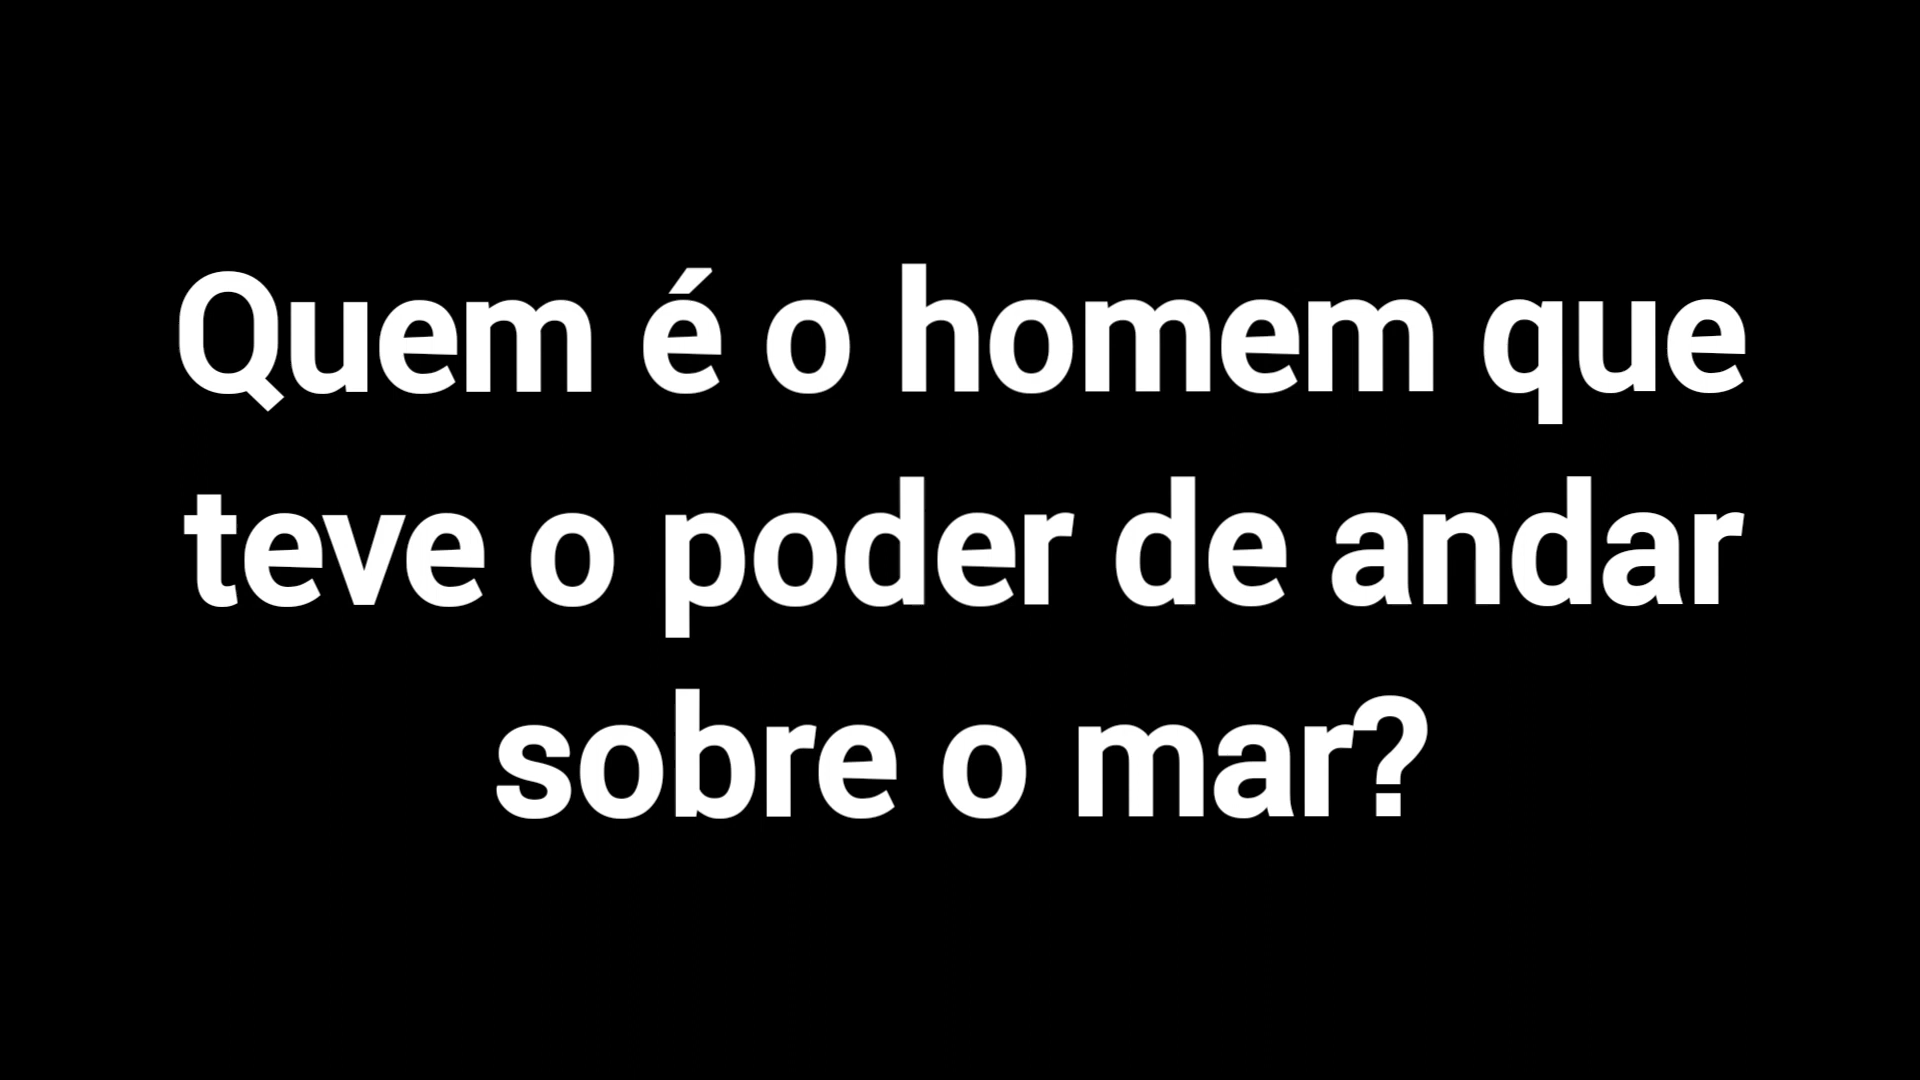 Quem é o homem que
teve o poder de andar
sobre o mar?